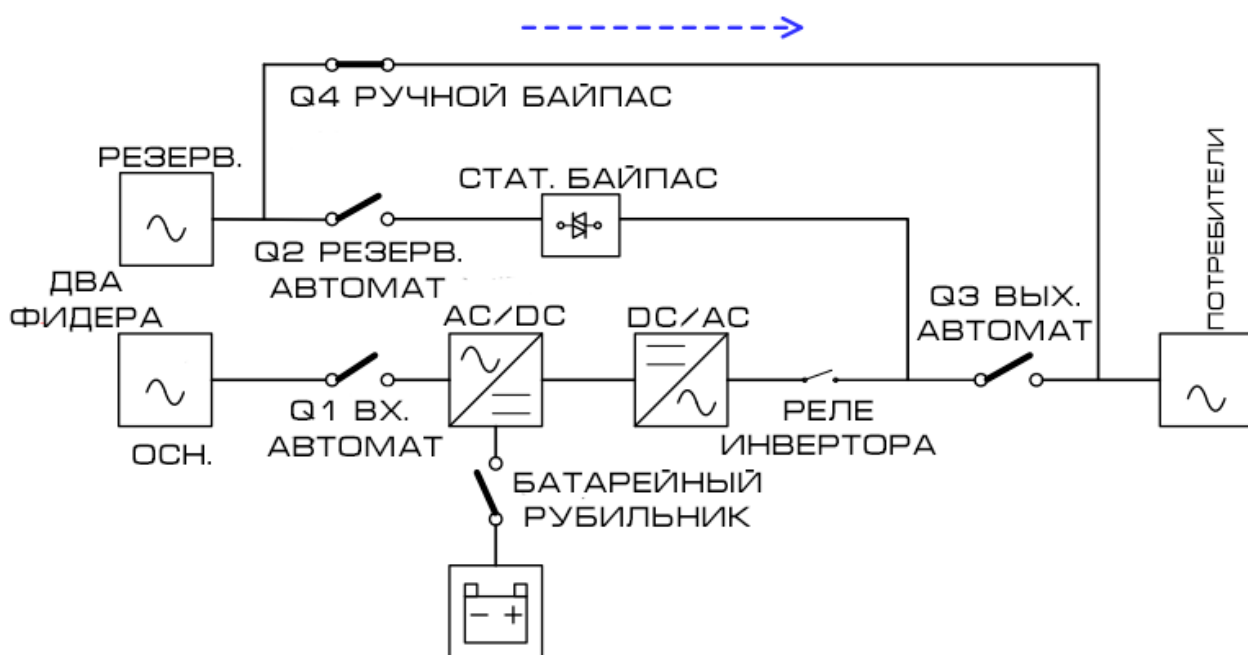 Q4 РУЧНОЙ БАЙПАС
РЕЗЕРВ.
СТАТ. БАЙПАС
Q2 РЕЗЕРВ.
АВТОМАТ
ДВА
ФИДЕРА
AC/DC
DC/AC
Q3 ВЫХ.
АВТОМАТ
ПОТРЕБИТЕЛИ
Q1 ВХ.
АВТОМАТ
ОСН.
РЕЛЕ
ИНВЕРТОРА
БАТАРЕЙНЫЙ
РУБИЛЬНИК
- +